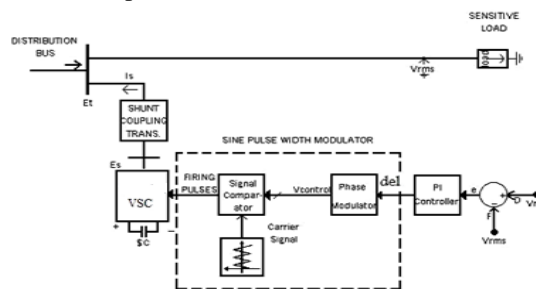 SENSITIVE
LOAD
DISTRIBUTION
BUS
Vrms
Is
Et
SHUNT
COUPLING
TRANS.
SINE PULSE WIDTH MODULATOR
Es
FIRING
PULSES
Signal
Compar-
ator
Vcontrol
Phase
Modulator
del
PI
Controller
e
+
-
VSC
+
-
Carrier
Signal
Vrms